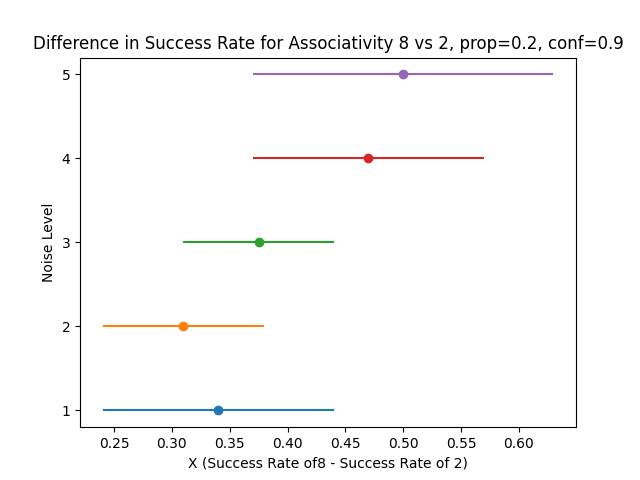 Difference in Success Rate for Associativity 8 vs 2, prop=0.2, conf=0.9
5
4
3
2
1
Noise Level
0.25 0.30 0.35 0.40 0.45 0.50 0.55 0.60
X (Success Rate of8 - Success Rate of 2)